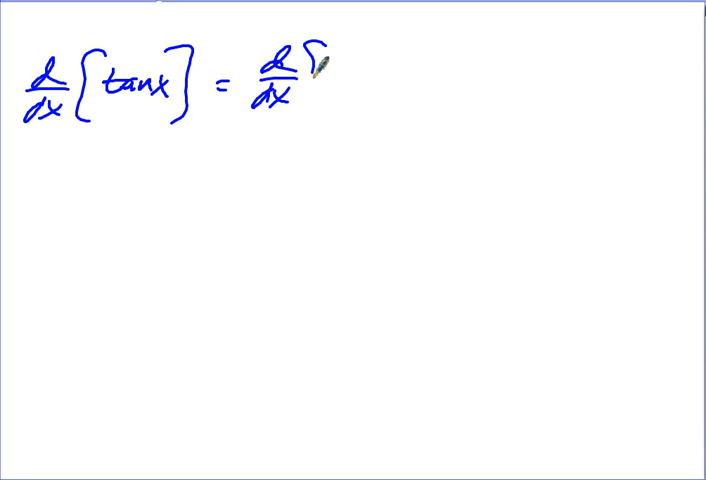 d/dx [tanx] = d/dx [